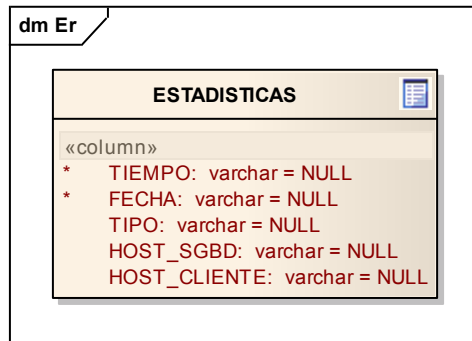 dm Er
ESTADISTICAS
«column»
* TIEMPO: varchar = NULL
* FECHA: varchar = NULL
TIPO: varchar = NULL
HOST_SGBD: varchar = NULL
HOST_CLIENTE: varchar = NULL